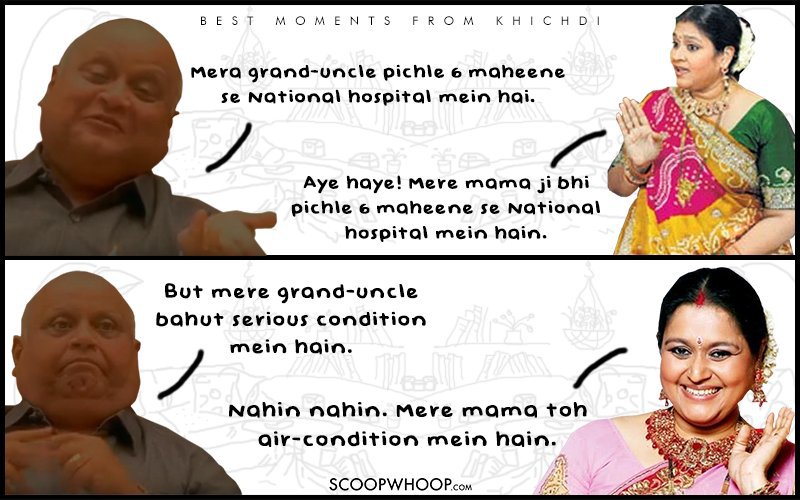 BEST MOMENTS FROM KHICHDI
Mera grand-uncle pichle 6 maheene
se National hospital mein hai.
Aye haye! Mere mama ji bhi
pichle 6 maheene se National
hospital mein hain.
But mere grand-uncle
bahut serious condition
mein hain.
Nahin nahin. Mere mama toh
air-condition mein hain.
SCOOPWHOOP.COM